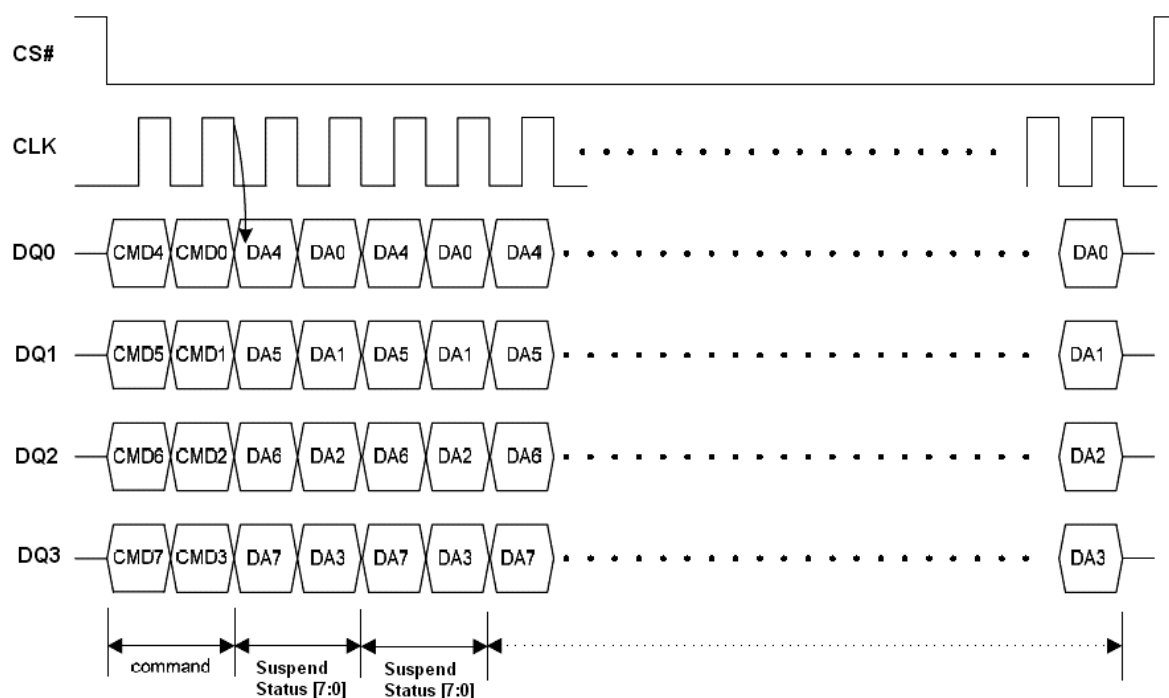 CS#
CLK
DQ0 CMD4 CMD0 DA4 DA0 DA4 DA0 DA4 DA0
DQ1 CMD5 CMD1 DA5 DA1 DA5 DA1 DA5 DA1
DQ2 CMD6 CMD2 DA6 DA2 DA6 DA2 DA6 DA2
DQ3 CMD7 CMD3 DA7 DA3 DA7 DA3 DA7 DA3
command
Suspend
Status [7:0]
Suspend
Status [7:0]